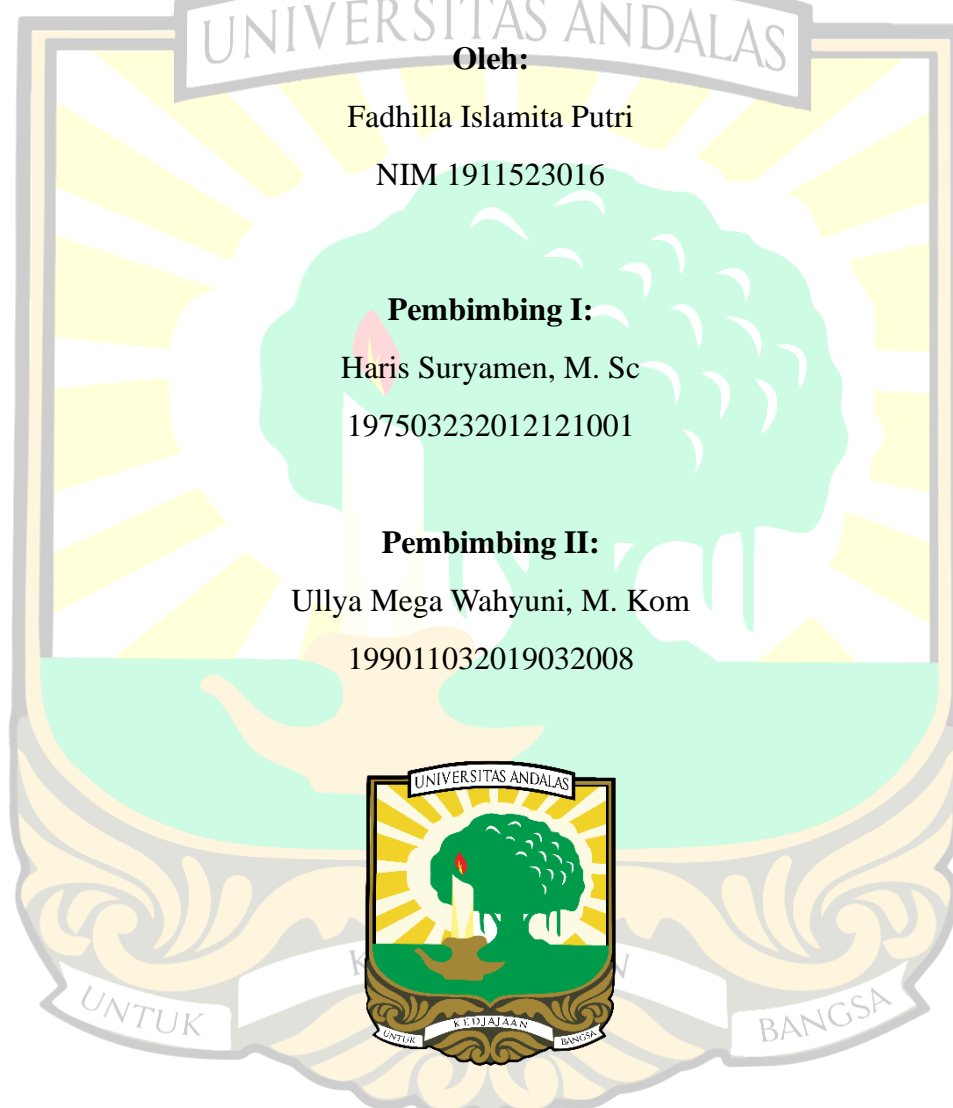 UNIVERSITAS ANDALAS
Oleh:
Fadhilla Islamita Putri
NIM 1911523016
Pembimbing I:
Haris Suryamen, M. Sc
197503232012121001
Pembimbing II:
Ullya Mega Wahyuni, M. Kom
199011032019032008
UNIVERSITAS ANDALAS
UNTUK
KEDJAJAAN
BANGSA
UNTUK
BANGSA